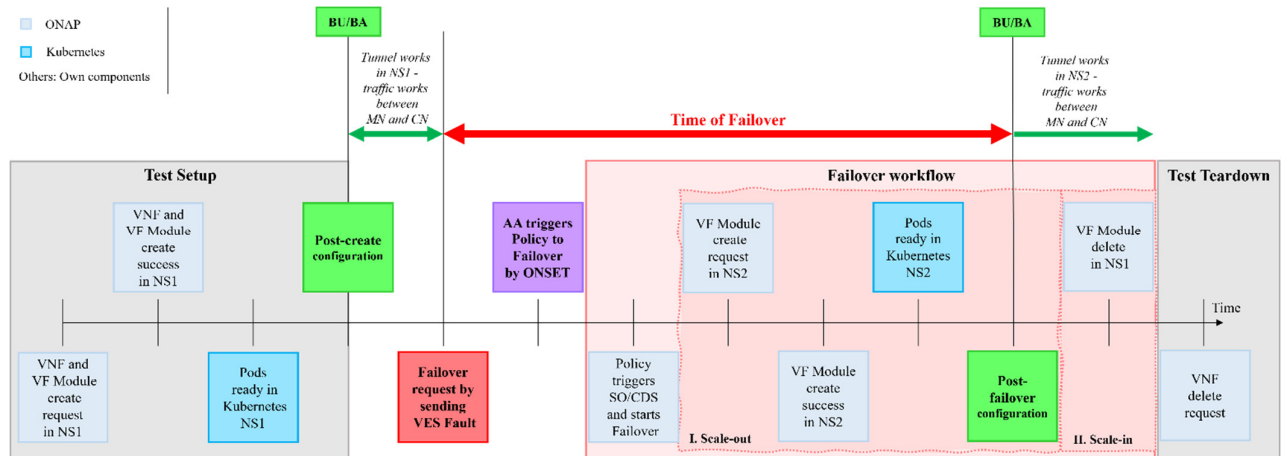 ONAP
Kubernetes
Others: Own components
BU/BA
Tunnel works
in NS1 -
traffic works
between
MN and CN
Time of Failover
BU/BA
Tunnel works
in NS2 -
traffic works
between
MN and CN
Test Setup
Failover workflow
Test Teardown
VNF and
VF Module
create
success
in NS1
Post-create
configuration
AA triggers
Policy to
Failover
by ONSET
VF Module
create
request
in NS2
Pods
ready in
Kubernetes
NS2
VF Module
delete
in NS1
Time
VNF and
VF Module
create
request in NS1
Pods
ready in
Kubernetes
NS1
Failover
request by
sending
VES Fault
Policy
triggers
SO/CDS
and starts
Failover
VF Module
create
success in
NS2
Post-
failover
configuration
VNF
delete
request
I. Scale-out
II. Scale-in